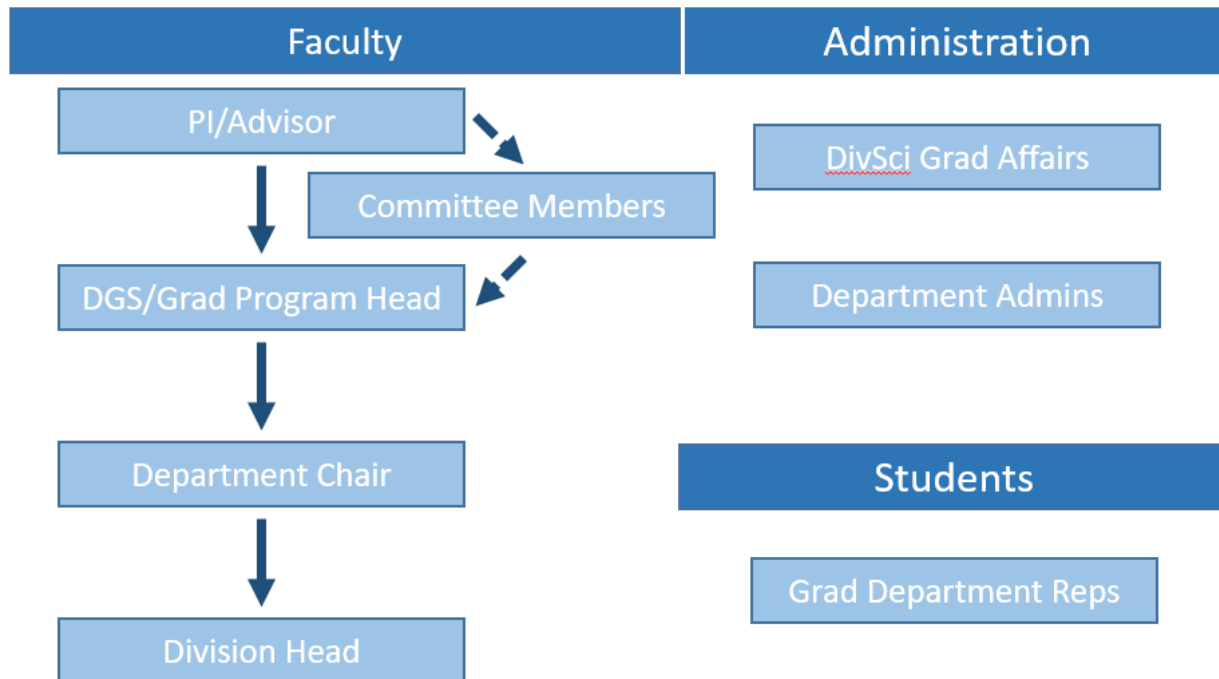 Faculty
PI/Advisor
Committee Members
DGS/Grad Program Head
Department Chair
Division Head
Administration
DivSci Grad Affairs
Department Admins
Students
Grad Department Reps